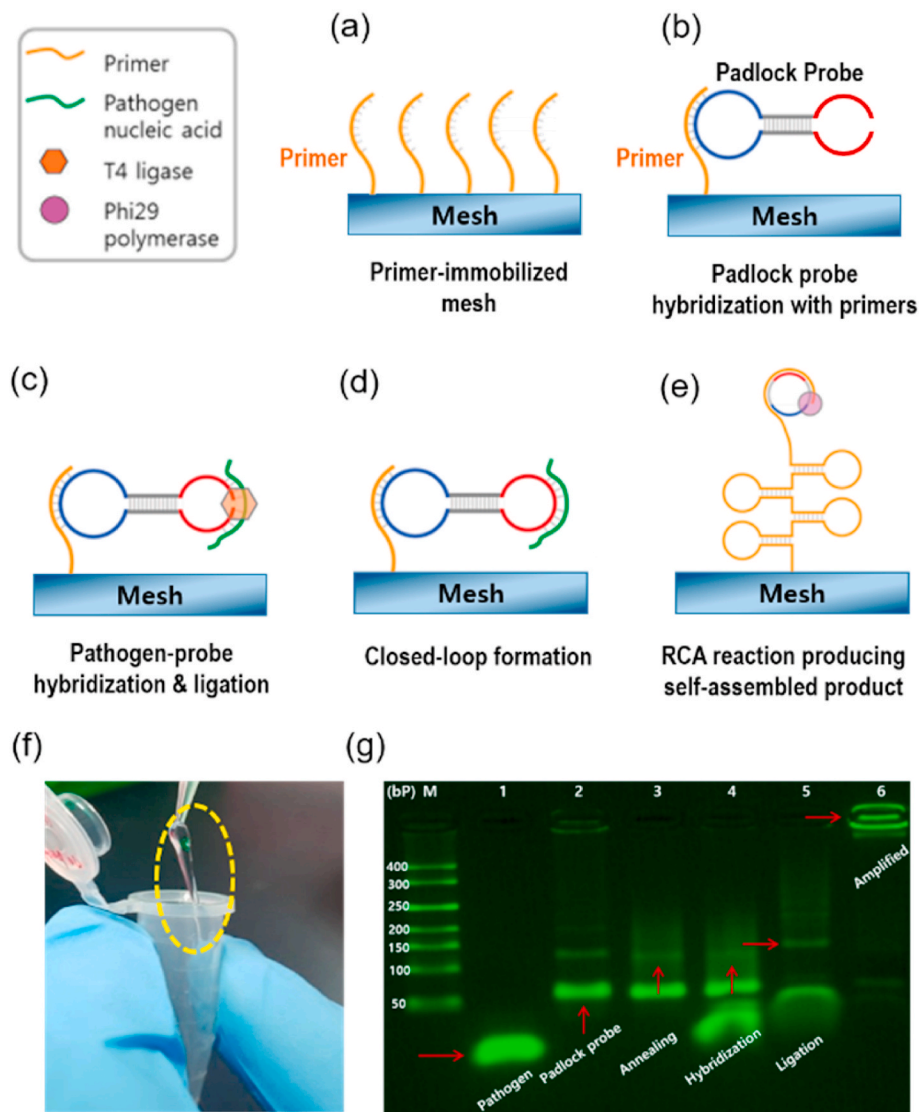 Primer
Pathogen
nucleic acid
T4 ligase
Phi29
polymerase
(a)
Primer
Mesh
Primer-immobilized
mesh
(b)
Padlock Probe
Primer
Mesh
Padlock probe
hybridization with primers
(c)
Mesh
Pathogen-probe
hybridization & ligation
(d)
Mesh
Closed-loop formation
(e)
Mesh
RCA reaction producing
self-assembled product
(f)
(g)
(bP) M 1 2 3 4 5 6
400
300
250
200
150
100
50
Pathogen
Padlock probe
Annealing
Hybridization
Ligation
Amplified